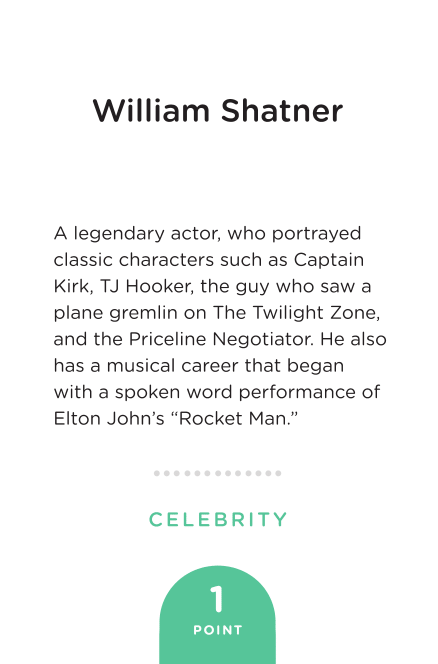 William Shatner
A legendary actor, who portrayed
classic characters such as Captain
Kirk, TJ Hooker, the guy who saw a
plane gremlin on The Twilight Zone,
and the Priceline Negotiator. He also
has a musical career that began
with a spoken word performance of
Elton John’s “Rocket Man.”
CELEBRITY
1
POINT